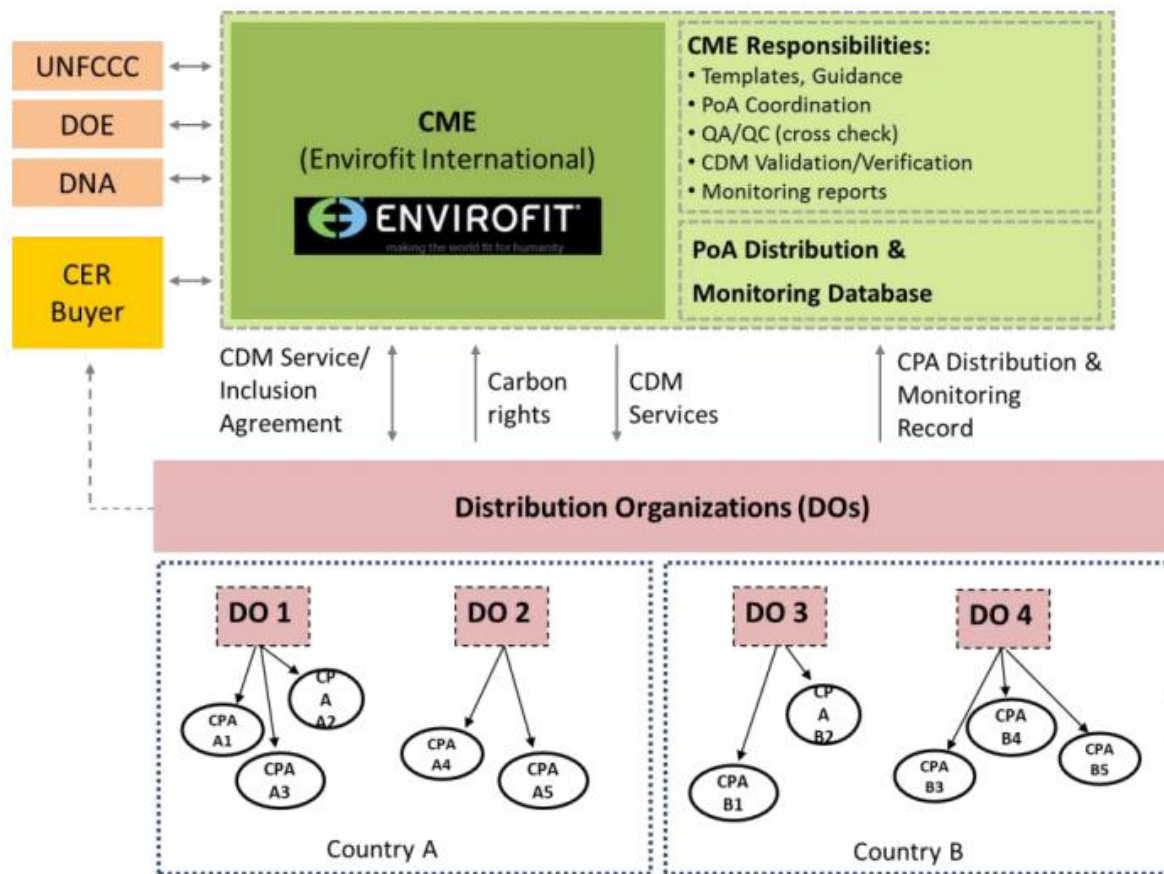 UNFCCC
DOE
DNA
CER
Buyer
CME
(Envirofit International)
ENVIROFIT®
making the world fit for humanity
CME Responsibilities:
• Templates, Guidance
• PoA Coordination
• QA/QC (cross check)
• CDM Validation/Verification
• Monitoring reports
PoA Distribution &
Monitoring Database
CDM Service/
Inclusion
Agreement
Carbon
rights
CDM
Services
CPA Distribution &
Monitoring
Record
Distribution Organizations (DOs)
DO 1
DO 2
DO 3
DO 4
CPA
A1
CP
A
A2
CPA
A3
CPA
A4
CPA
A5
CPA
B1
CP
A
B2
CPA
B3
CPA
B4
CPA
B5
Country A
Country B